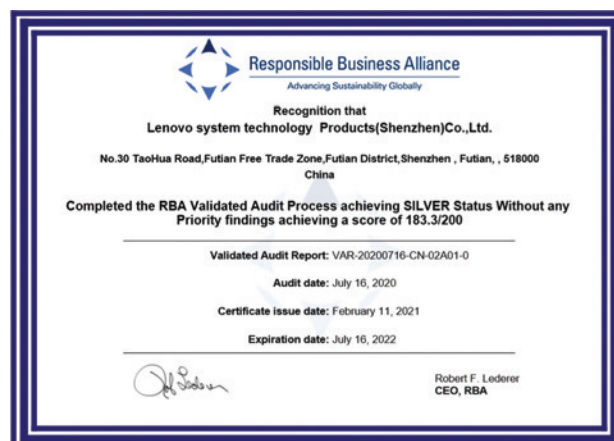 Responsible Business Alliance
Advancing Sustainability Globally
Recognition that
Lenovo system technology Products(Shenzhen)Co.,Ltd.
No.30 TaoHua Road,Futian Free Trade Zone,Futian District,Shenzhen , Futian, , 518000
China
Completed the RBA Validated Audit Process achieving SILVER Status Without any
Priority findings achieving a score of 183.3/200
Validated Audit Report: VAR-20200716-CN-02A01-0
Audit date: July 16, 2020
Certificate issue date: February 11, 2021
Expiration date: July 16, 2022
Rob Lederer
Robert F. Lederer
CEO, RBA